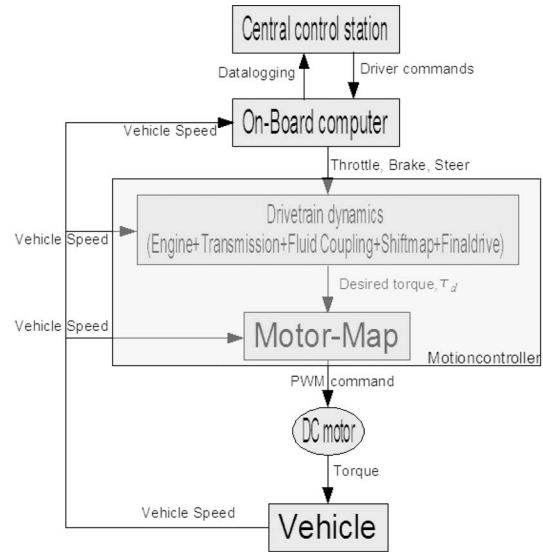 Central control station
Datalogging
Driver commands
On-Board computer
Vehicle Speed
Throttle, Brake, Steer
Drivetrain dynamics
(Engine+Transmission+Fluid Coupling+Shiftmap+Finaldrive)
Vehicle Speed
Desired torque, τd
Vehicle Speed
Motor-Map
Motioncontroller
PWM command
DC motor
Torque
Vehicle Speed
Vehicle